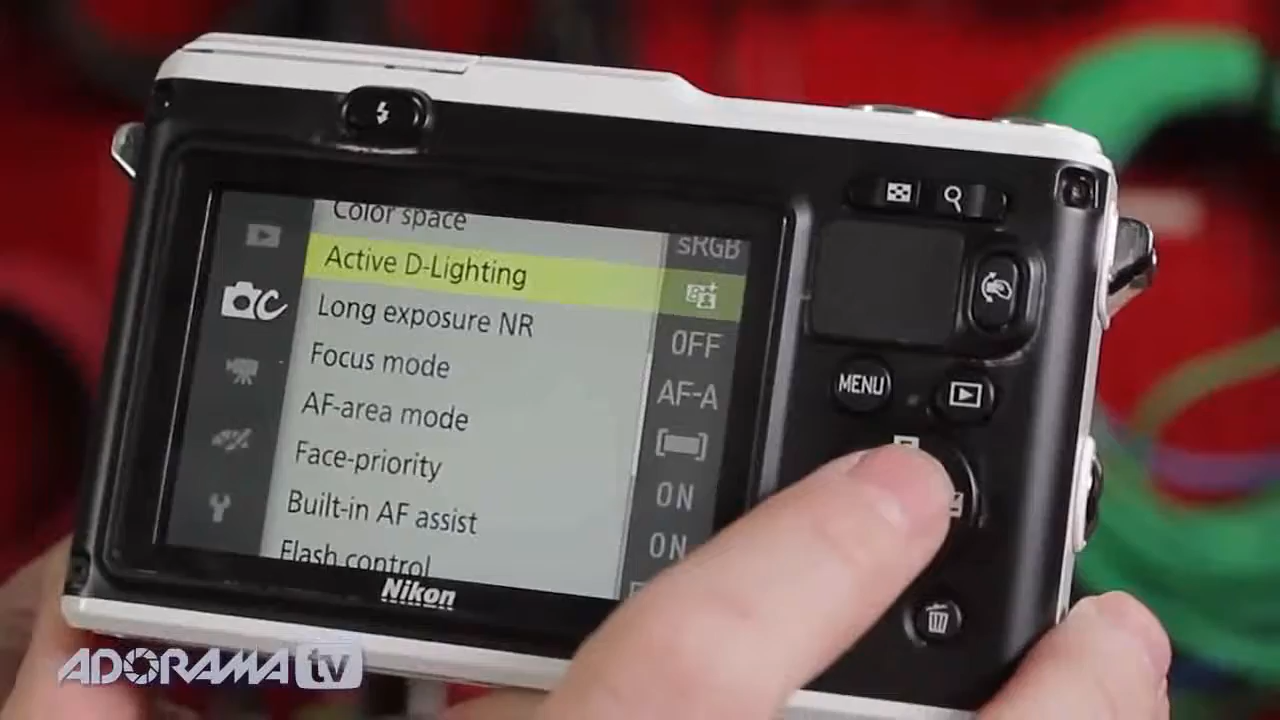 Color space sRGB
Active D-Lighting
Long exposure NR OFF
Focus mode AF-A
AF-area mode
Face-priority ON
Built-in AF assist ON
Flash control
Nikon
MENU
ADORAMA tv